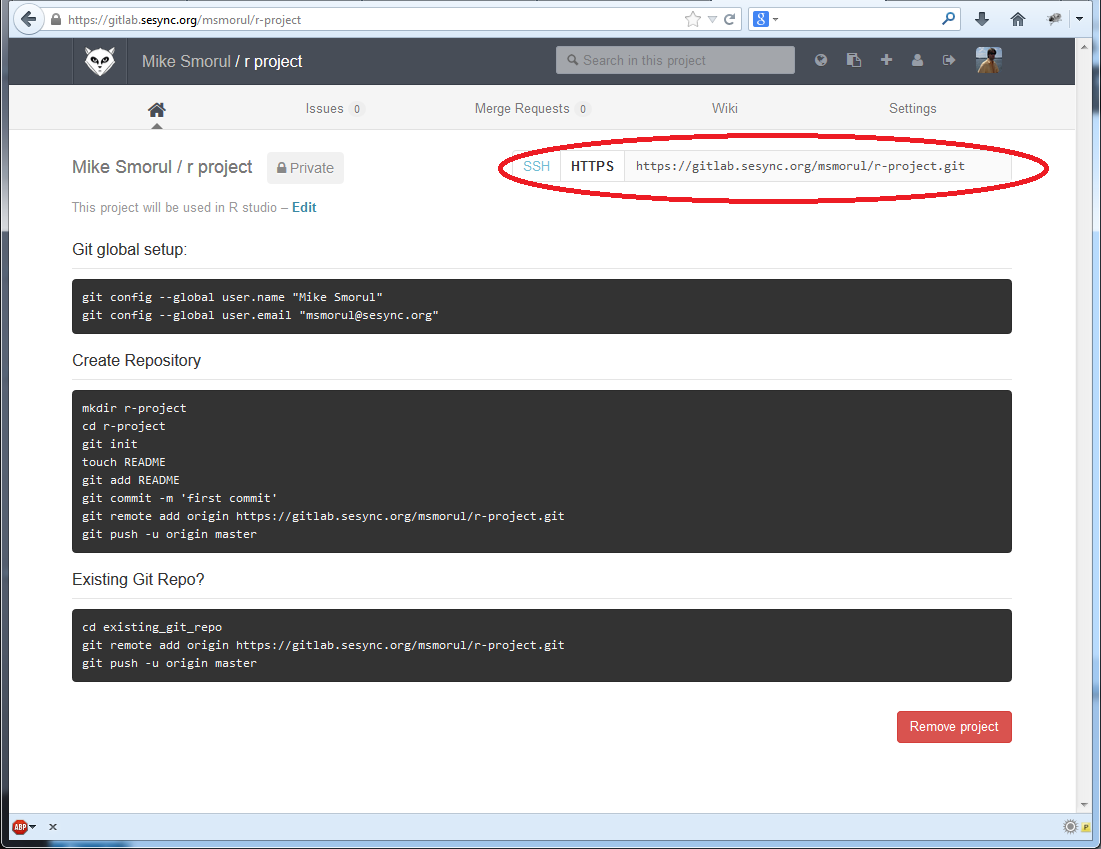 https://gitlab.sesync.org/msmorul/r-project
8
Mike Smorul / r project
Search in this project
Issues 0
Merge Requests 0
Wiki
Settings
Mike Smorul / r project
Private
SSH
HTTPS
https://gitlab.sesync.org/msmorul/r-project.git
This project will be used in R studio – Edit
Git global setup:
git config --global user.name "Mike Smorul"
git config --global user.email "msmorul@sesync.org"
Create Repository
mkdir r-project
cd r-project
git init
touch README
git add README
git commit -m 'first commit'
git remote add origin https://gitlab.sesync.org/msmorul/r-project.git
git push -u origin master
Existing Git Repo?
cd existing_git_repo
git remote add origin https://gitlab.sesync.org/msmorul/r-project.git
git push -u origin master
Remove project
ABP
P